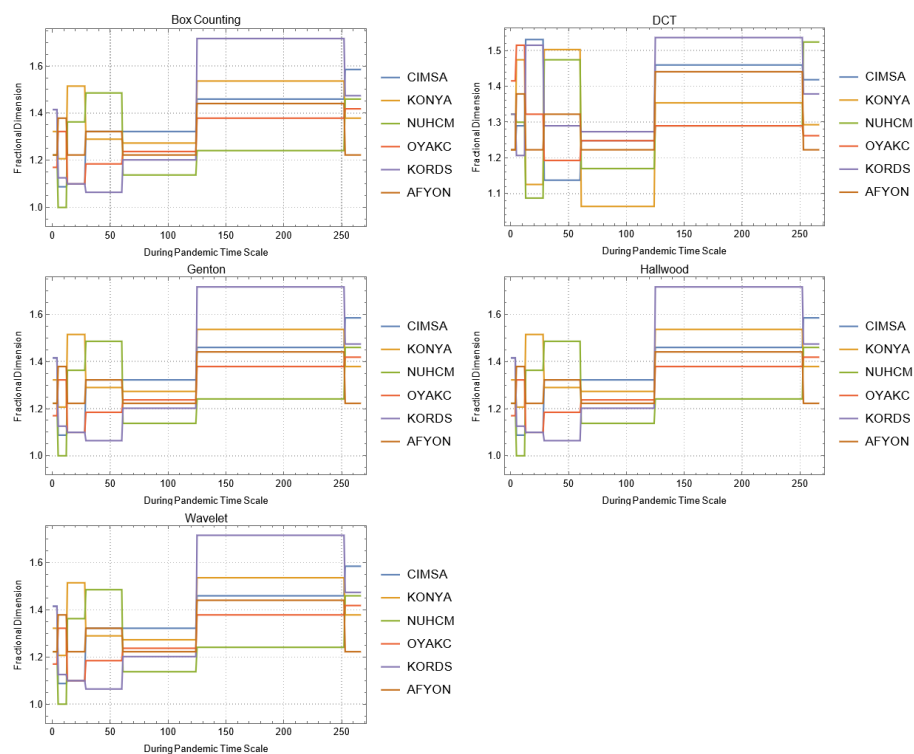 Box Counting
1.6
1.4
1.2
1.0
0
50
100
150
200
250
Fractional Dimension
During Pandemic Time Scale
CIMSA
KONYA
NUHCM
OYAKC
KORDS
AFYON
DCT
1.5
1.4
1.3
1.2
1.1
0
50
100
150
200
250
Fractional Dimension
During Pandemic Time Scale
CIMSA
KONYA
NUHCM
OYAKC
KORDS
AFYON
Genton
1.6
1.4
1.2
1.0
0
50
100
150
200
250
Fractional Dimension
During Pandemic Time Scale
CIMSA
KONYA
NUHCM
OYAKC
KORDS
AFYON
Hallwood
1.6
1.4
1.2
1.0
0
50
100
150
200
250
Fractional Dimension
During Pandemic Time Scale
CIMSA
KONYA
NUHCM
OYAKC
KORDS
AFYON
Wavelet
1.6
1.4
1.2
1.0
0
50
100
150
200
250
Fractional Dimension
During Pandemic Time Scale
CIMSA
KONYA
NUHCM
OYAKC
KORDS
AFYON